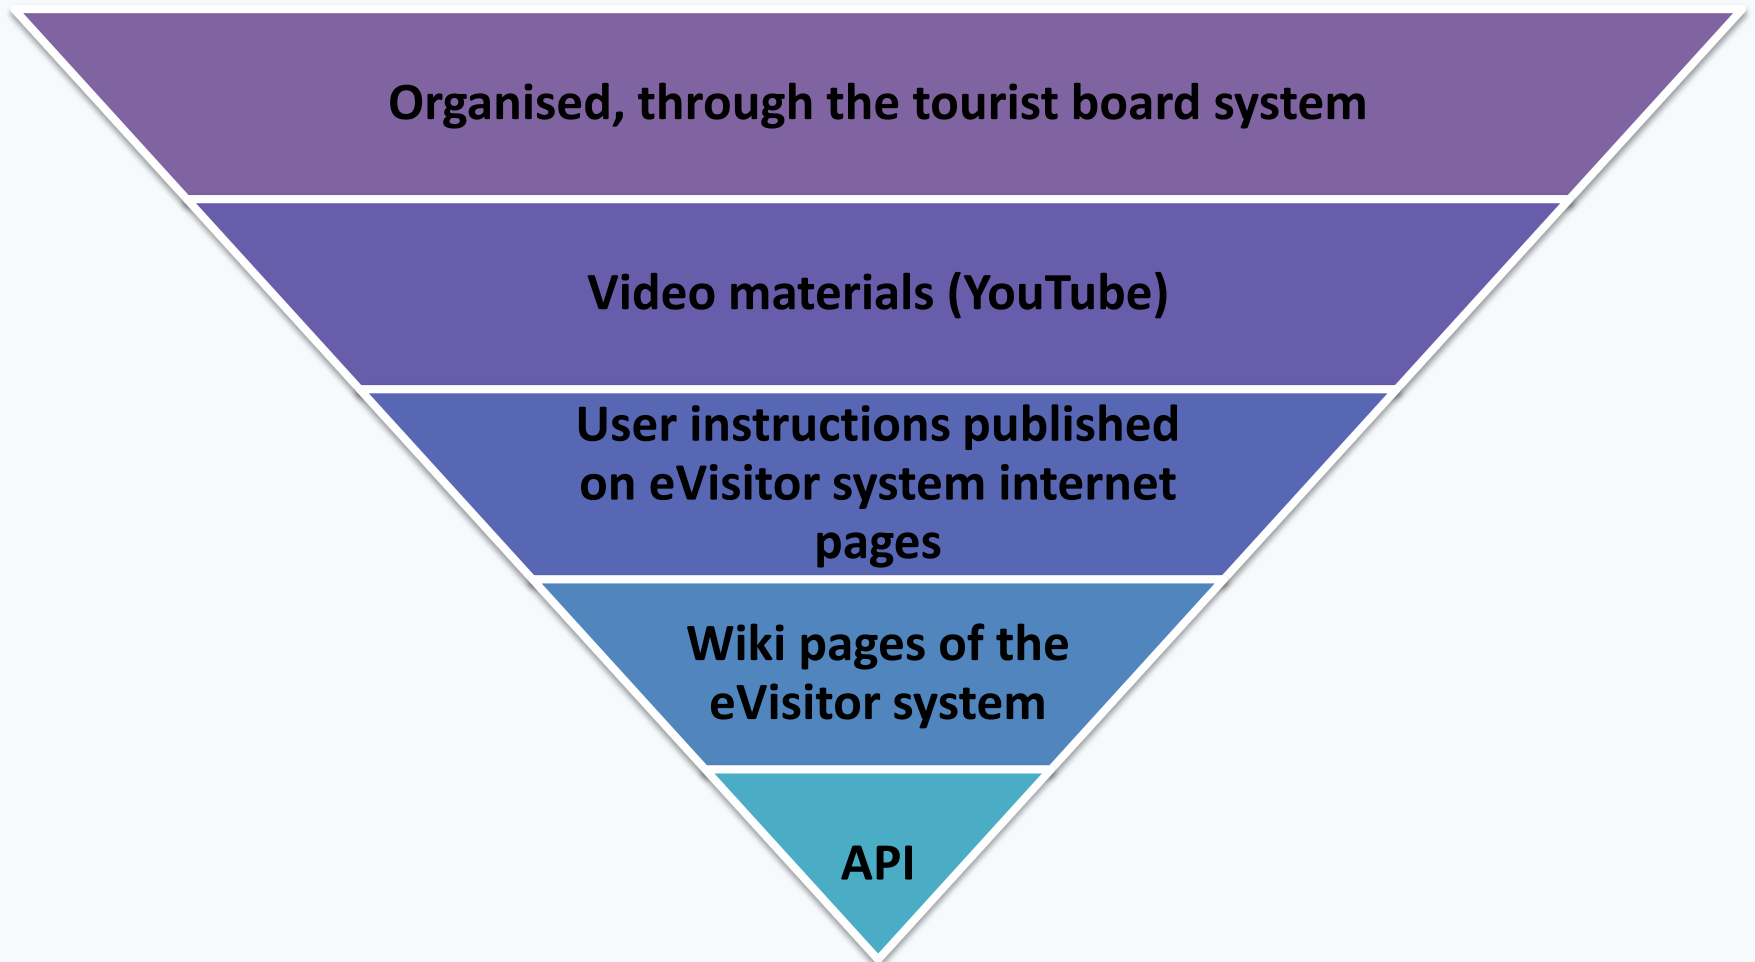 Organised, through the tourist board system
Video materials (YouTube)
User instructions published
on eVisitor system internet
pages
Wiki pages of the
eVisitor system
API